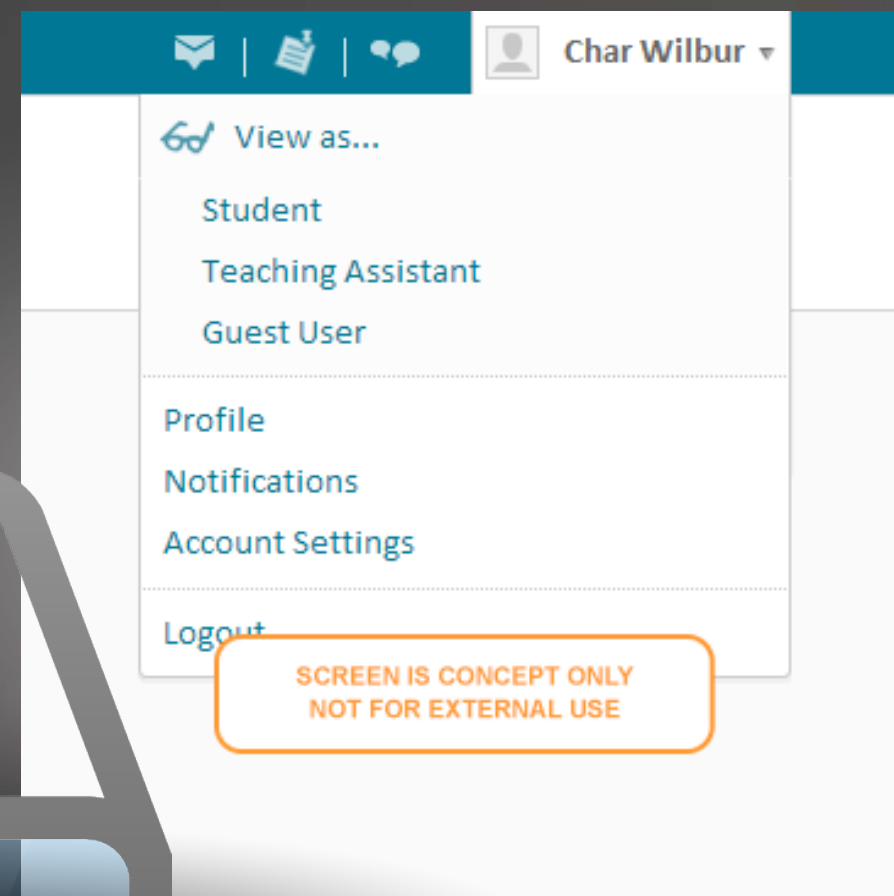 Char Wilbur
View as...
Student
Teaching Assistant
Guest User
Profile
Notifications
Account Settings
Logout
SCREEN IS CONCEPT ONLY
NOT FOR EXTERNAL USE